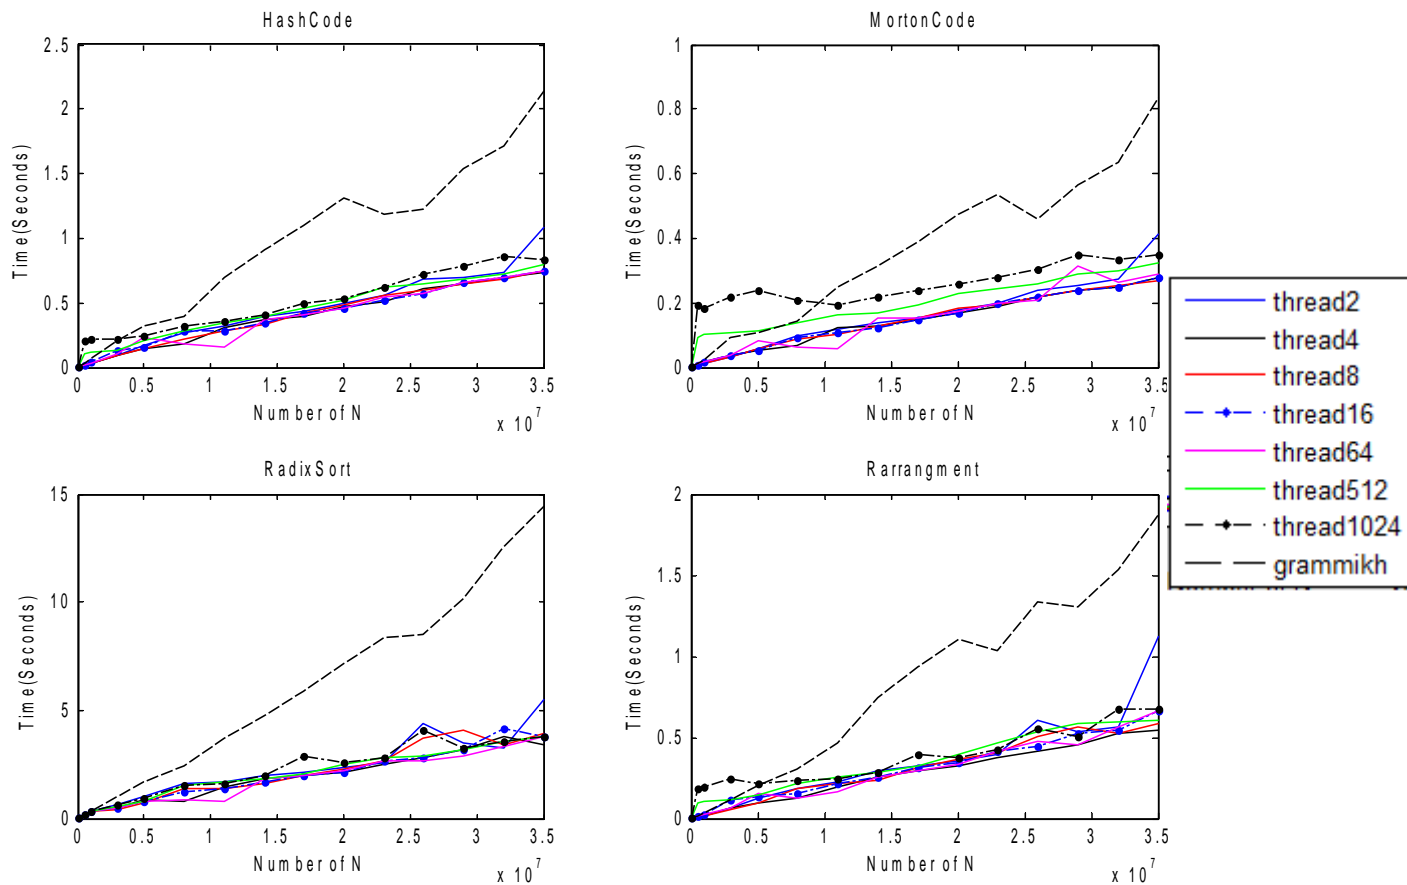 HashCode
2.5
2
1.5
1
0.5
0
Time(Seconds)
0 0.5 1 1.5 2 2.5 3 3.5
Number of N
x 10^7
MortonCode
1
0.8
0.6
0.4
0.2
0
Time(Seconds)
0 0.5 1 1.5 2 2.5 3 3.5
Number of N
x 10^7
thread2
thread4
thread8
thread16
thread64
thread512
thread1024
grammikh
RadixSort
15
10
5
0
Time(Seconds)
0 0.5 1 1.5 2 2.5 3 3.5
Number of N
x 10^7
Rarrangment
2
1.5
1
0.5
0
Time(Seconds)
0 0.5 1 1.5 2 2.5 3 3.5
Number of N
x 10^7